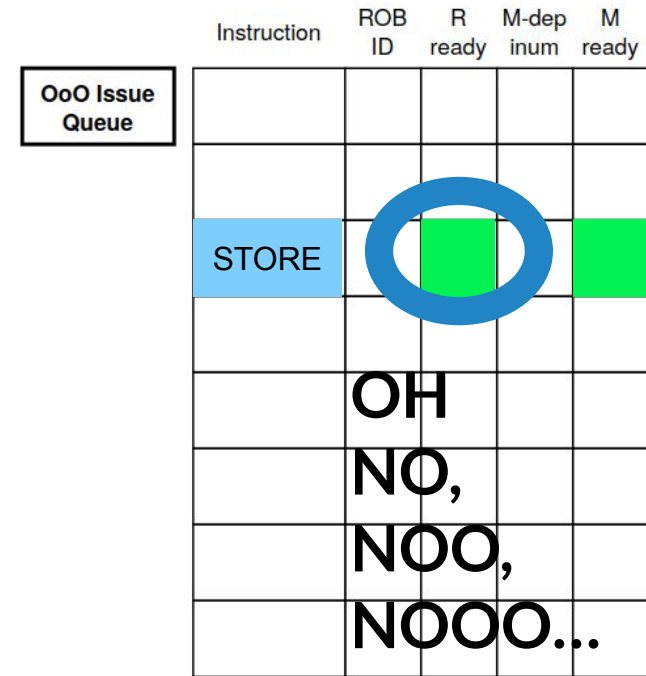 Instruction ROB ID R ready M-dep inum M ready
OoO Issue
Queue
STORE
OH
NO,
NOO,
NOOO...